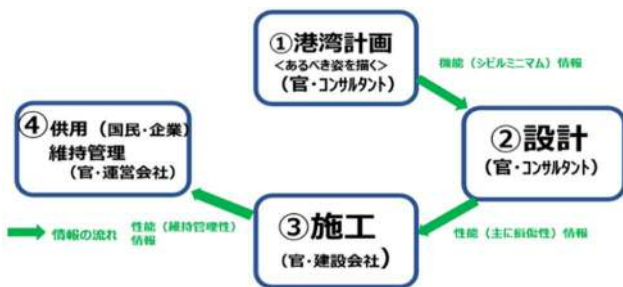 ①港湾計画
<あるべき姿を描く>
(官・コンサルタント)
機能(シビルミニマム)情報
②設計
(官・コンサルタント)
性能(主に損傷性)情報
③施工
(官・建設会社)
性能(維持管理性)
情報
④供用(国民・企業)
維持管理
(官・運営会社)
情報の流れ